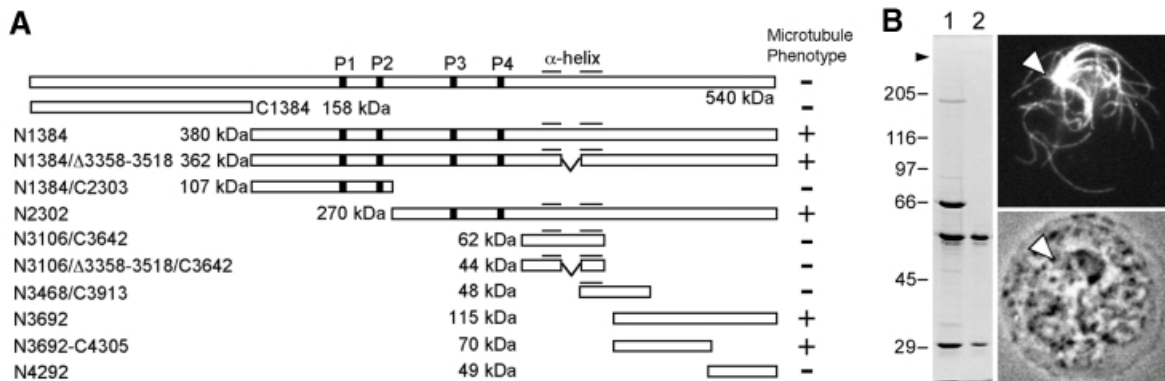 A
Microtubule
Phenotype
P1 P2 P3 P4 α-helix
540 kDa –
C1384 158 kDa –
N1384 380 kDa +
N1384/Δ3358-3518 362 kDa +
N1384/C2303 107 kDa –
N2302 270 kDa +
N3106/C3642 62 kDa –
N3106/Δ3358-3518/C3642 44 kDa –
N3468/C3913 48 kDa –
N3692 115 kDa +
N3692-C4305 70 kDa +
N4292 49 kDa –
B
1 2
205–
116–
97–
66–
45–
29–